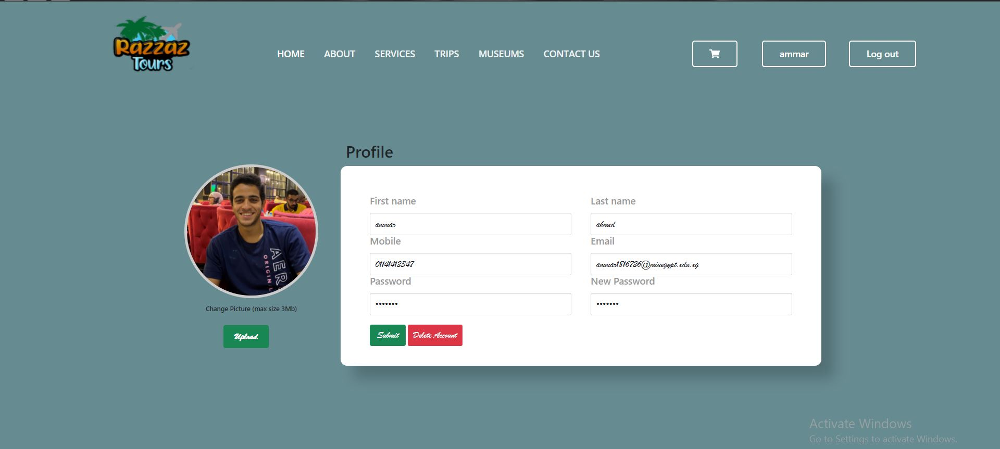 Razzaz
Tours
HOME ABOUT SERVICES TRIPS MUSEUMS CONTACT US ammar Log out
Profile
First name Last name
ammar ahmed
Mobile Email
01141412347 ammar1816726@miuegypt.edu.eg
Password New Password
••••••• •••••••
Submit Delete Account
AER
ORIGINAL
Change Picture (max size 3Mb)
Upload
Activate Windows
Go to Settings to activate Windows.